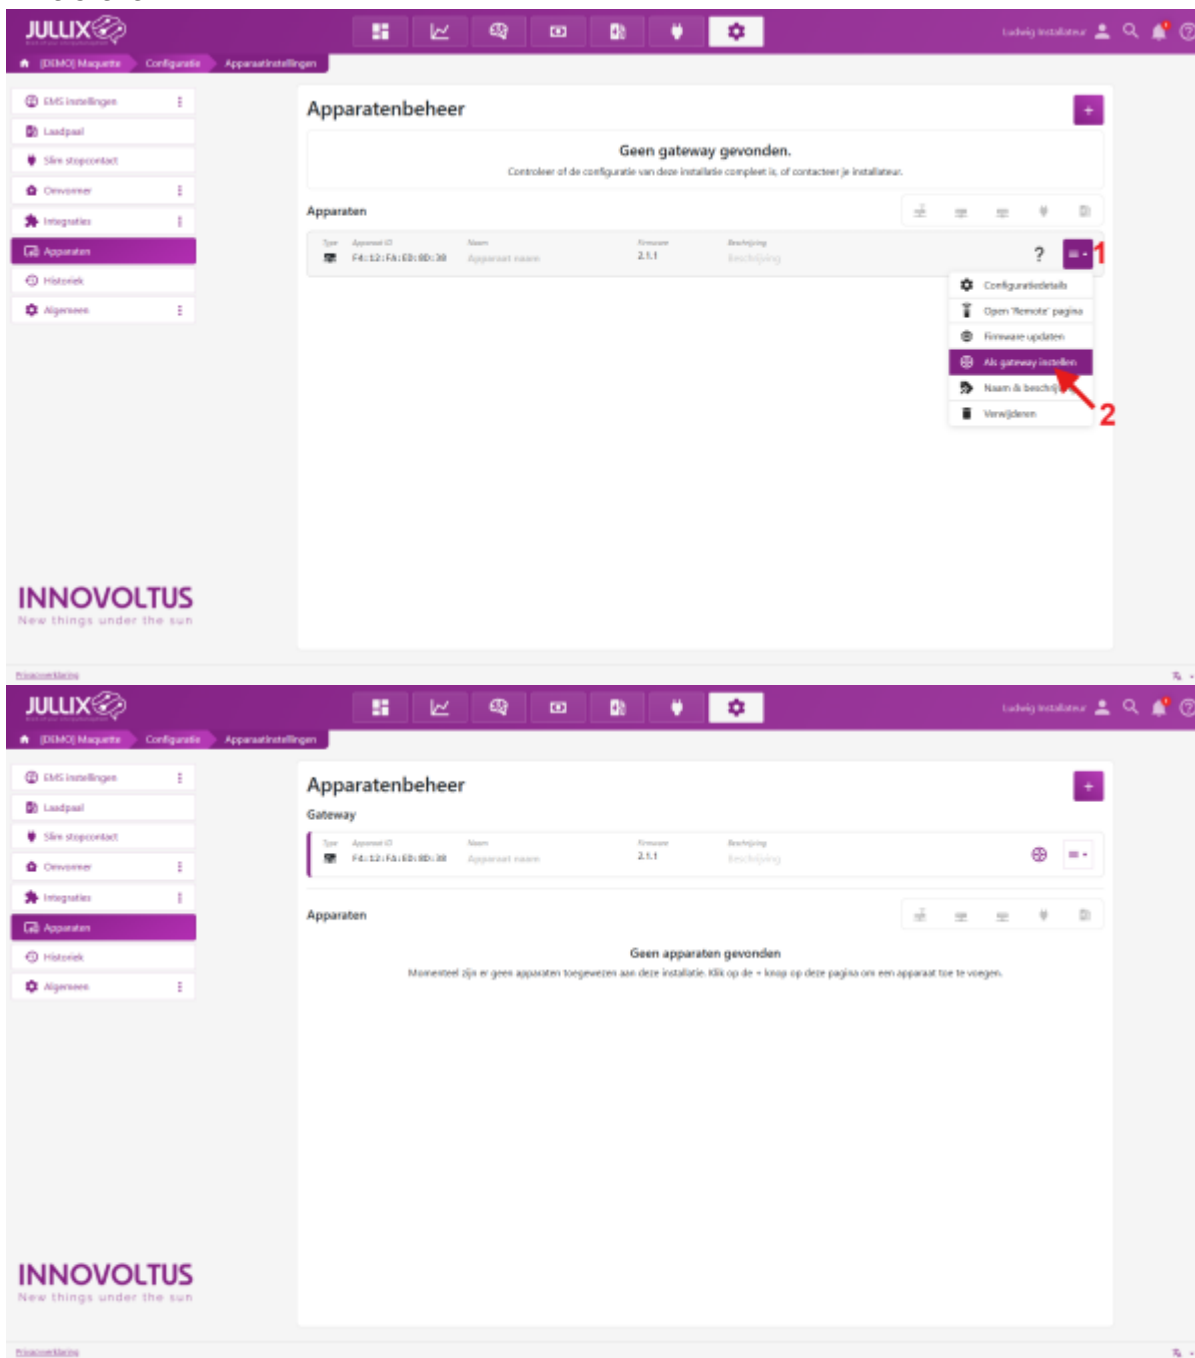 JULLIX
Ludwig Installateur
[DEMO] Maquette Configuratie Apparaatinstellingen
EMS instellingen
Laadpaal
Slim stopcontact
Omvormer
Integraties
Apparaten
Historiek
Algemeen
Apparatenbeheer
+
Geen gateway gevonden.
Controleer of de configuratie van deze installatie compleet is, of contacteer je installateur.
Apparaten
Type Apparaat ID Naam Firmware Beschrijving
F4:12:FA:ED:8D:38 Apparaat naam 2.1.1 Beschrijving ? 1
Configuratiedetails
Open 'Remote' pagina
Firmware updaten
Als gateway instellen
Naam & beschrijving
Verwijderen
2
INNOVOLTUS
New things under the sun
Privacyverklaring
JULLIX
Ludwig Installateur
[DEMO] Maquette Configuratie Apparaatinstellingen
EMS instellingen
Laadpaal
Slim stopcontact
Omvormer
Integraties
Apparaten
Historiek
Algemeen
Apparatenbeheer
+
Gateway
Type Apparaat ID Naam Firmware Beschrijving
F4:12:FA:ED:8D:38 Apparaat naam 2.1.1 Beschrijving
Apparaten
Geen apparaten gevonden
Momenteel zijn er geen apparaten toegewezen aan deze installatie. Klik op de + knop op deze pagina om een apparaat toe te voegen.
INNOVOLTUS
New things under the sun
Privacyverklaring